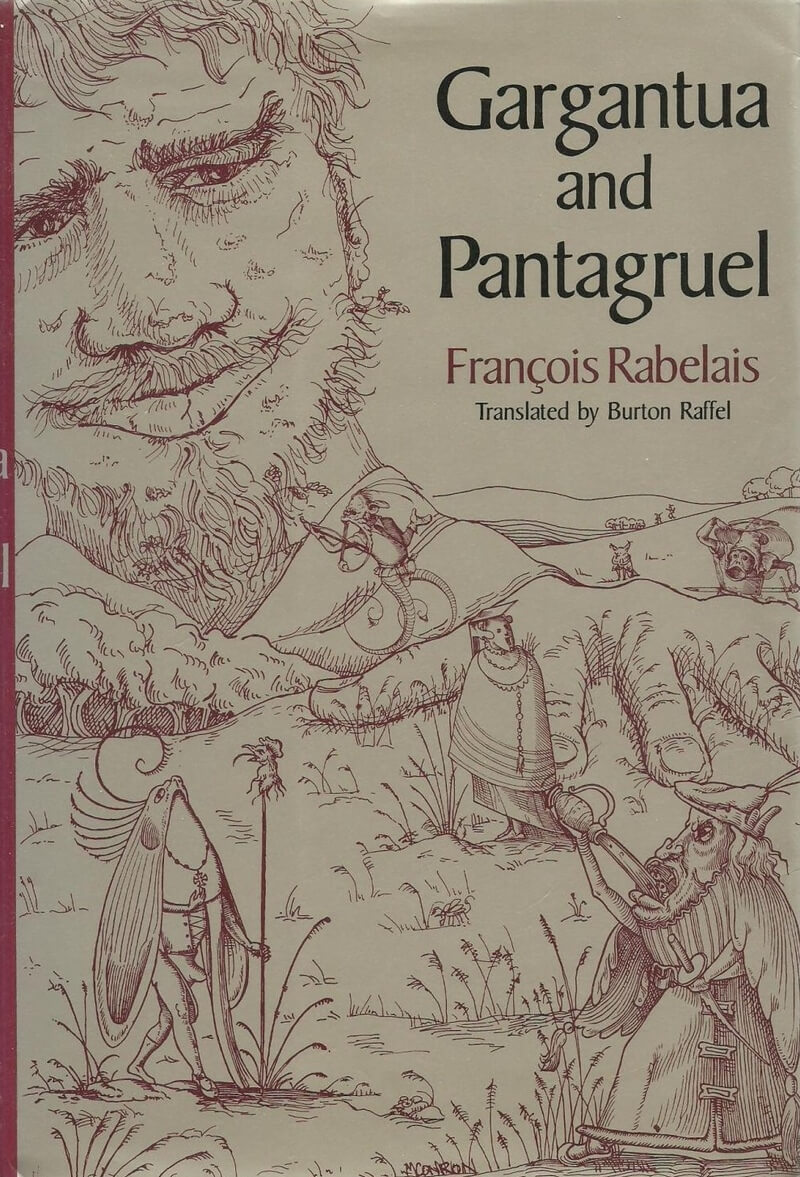 Gargantua
and
Pantagruel
François Rabelais
Translated by Burton Raffel
a
l